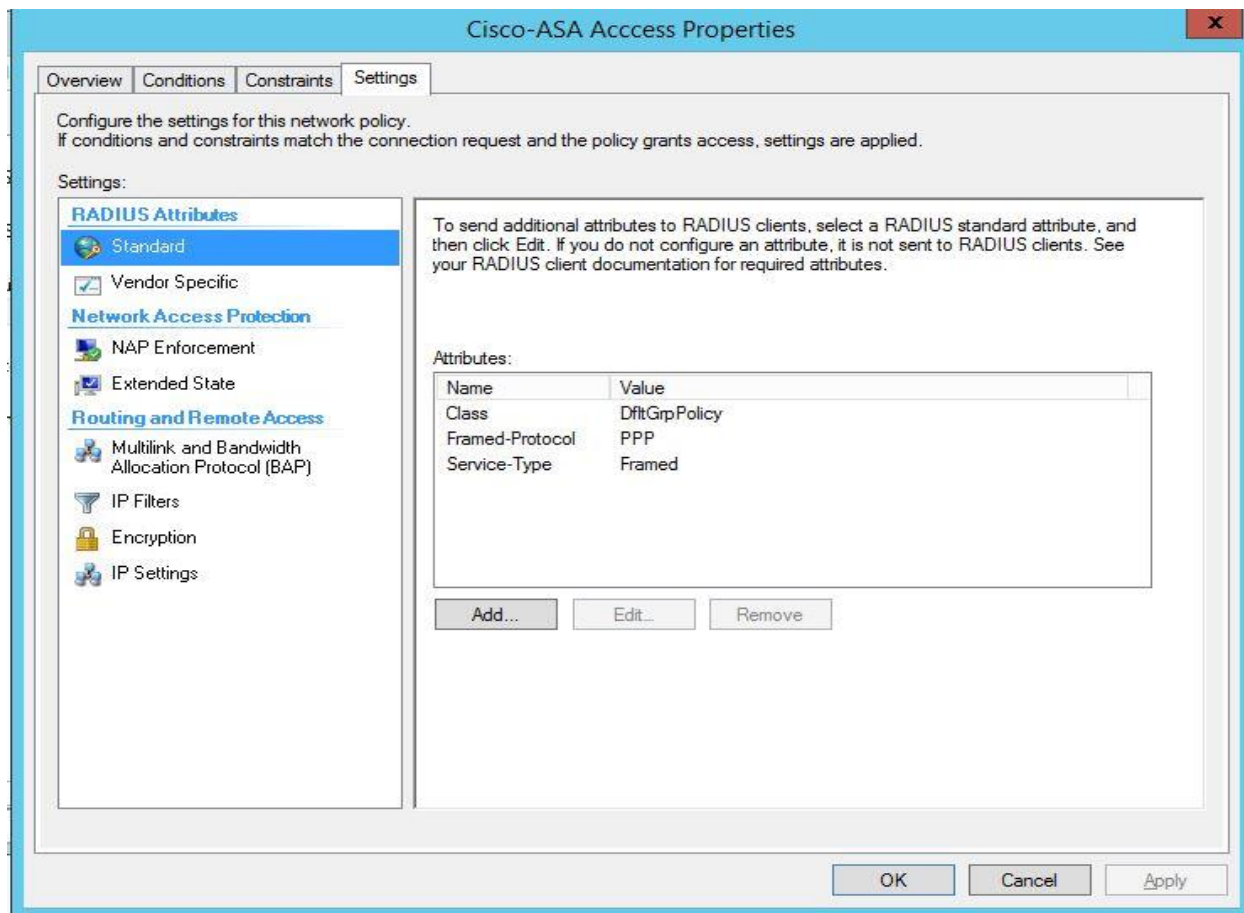 Cisco-ASA Acccess Properties
x
Overview Conditions Constraints Settings
Configure the settings for this network policy.
If conditions and constraints match the connection request and the policy grants access, settings are applied.
Settings:
RADIUS Attributes
Standard
Vendor Specific
Network Access Protection
NAP Enforcement
Extended State
Routing and Remote Access
Multilink and Bandwidth
Allocation Protocol (BAP)
IP Filters
Encryption
IP Settings
To send additional attributes to RADIUS clients, select a RADIUS standard attribute, and
then click Edit. If you do not configure an attribute, it is not sent to RADIUS clients. See
your RADIUS client documentation for required attributes.
Attributes:
Name Value
Class DfltGrpPolicy
Framed-Protocol PPP
Service-Type Framed
Add... Edit... Remove
OK Cancel Apply